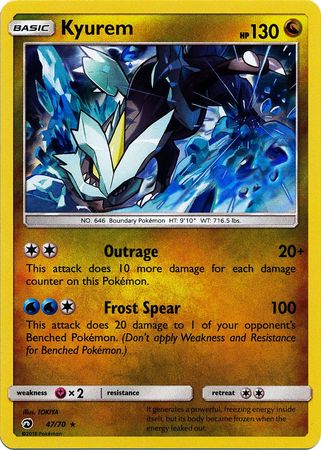 BASIC Kyurem HP 130
NO. 646 Boundary Pokémon HT: 9'10" WT: 716.5 lbs.
Outrage 20+
This attack does 10 more damage for each damage
counter on this Pokémon.
Frost Spear 100
This attack does 20 damage to 1 of your opponent's
Benched Pokémon. (Don't apply Weakness and Resistance
for Benched Pokémon.)
weakness × 2 resistance retreat
illus. TOKIYA
47/70 ★
©2018 Pokémon
It generates a powerful, freezing energy inside
itself, but its body became frozen when the
energy leaked out.